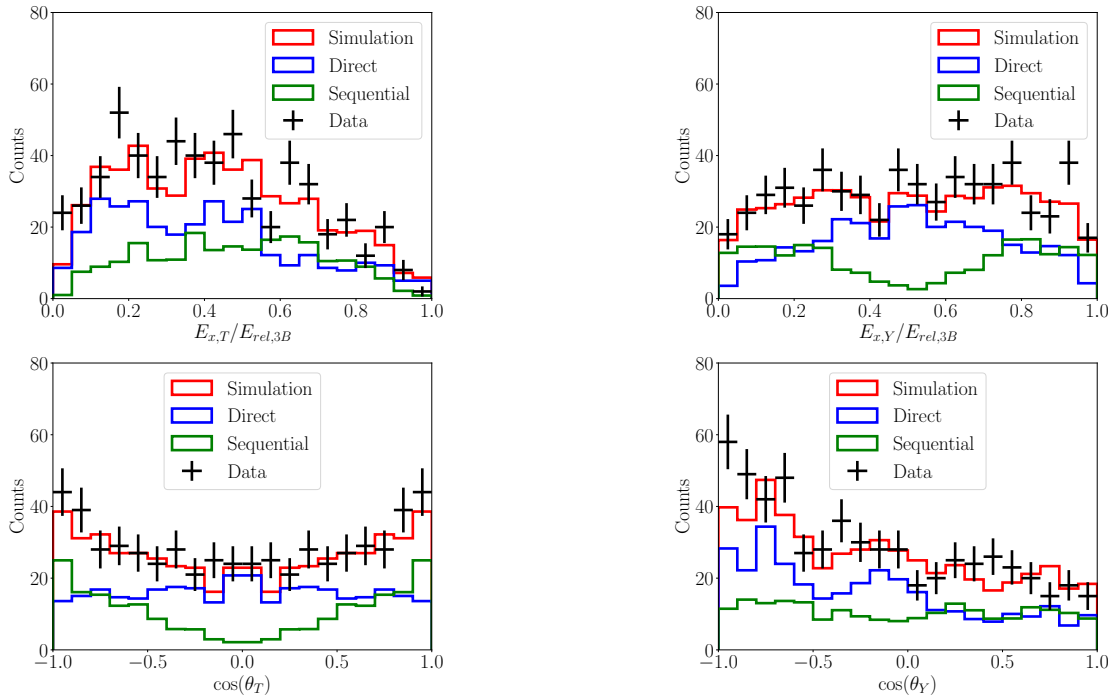 80
60
40
20
0
Counts
Simulation
Direct
Sequential
Data
0.0 0.2 0.4 0.6 0.8 1.0
E_{x,T}/E_{rel,3B}
80
60
40
20
0
Counts
Simulation
Direct
Sequential
Data
0.0 0.2 0.4 0.6 0.8 1.0
E_{x,Y}/E_{rel,3B}
80
60
40
20
0
Counts
Simulation
Direct
Sequential
Data
−1.0 −0.5 0.0 0.5 1.0
cos(θ_T)
80
60
40
20
0
Counts
Simulation
Direct
Sequential
Data
−1.0 −0.5 0.0 0.5 1.0
cos(θ_Y)